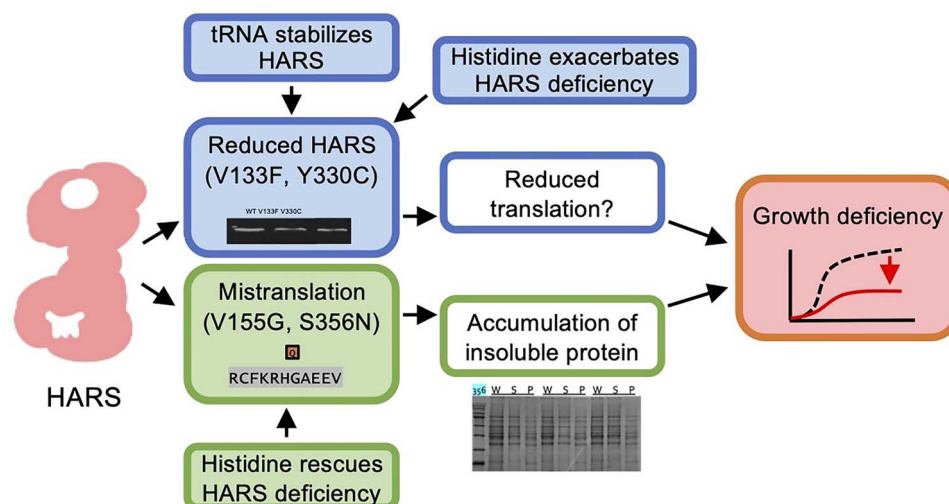 tRNA stabilizes
HARS
Histidine exacerbates
HARS deficiency
Reduced HARS
(V133F, Y330C)
WT V133F V330C
Reduced
translation?
Growth deficiency
HARS
Mistranslation
(V155G, S356N)
Q
RCFKRHGAEEV
Accumulation of
insoluble protein
356 W S P W S P W S P
Histidine rescues
HARS deficiency